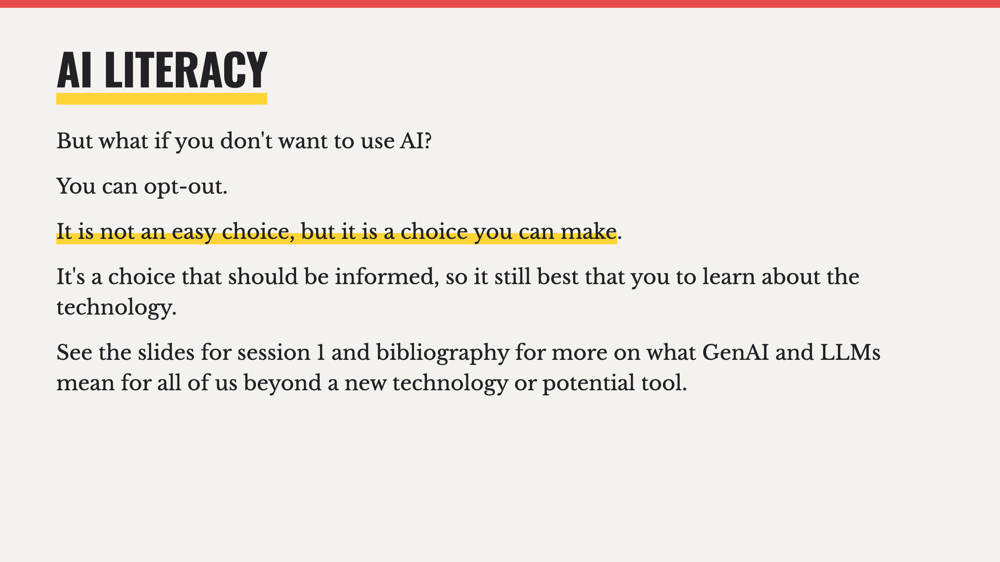 AI LITERACY
But what if you don't want to use AI?
You can opt-out.
It is not an easy choice, but it is a choice you can make.
It's a choice that should be informed, so it still best that you to learn about the
technology.
See the slides for session 1 and bibliography for more on what GenAI and LLMs
mean for all of us beyond a new technology or potential tool.